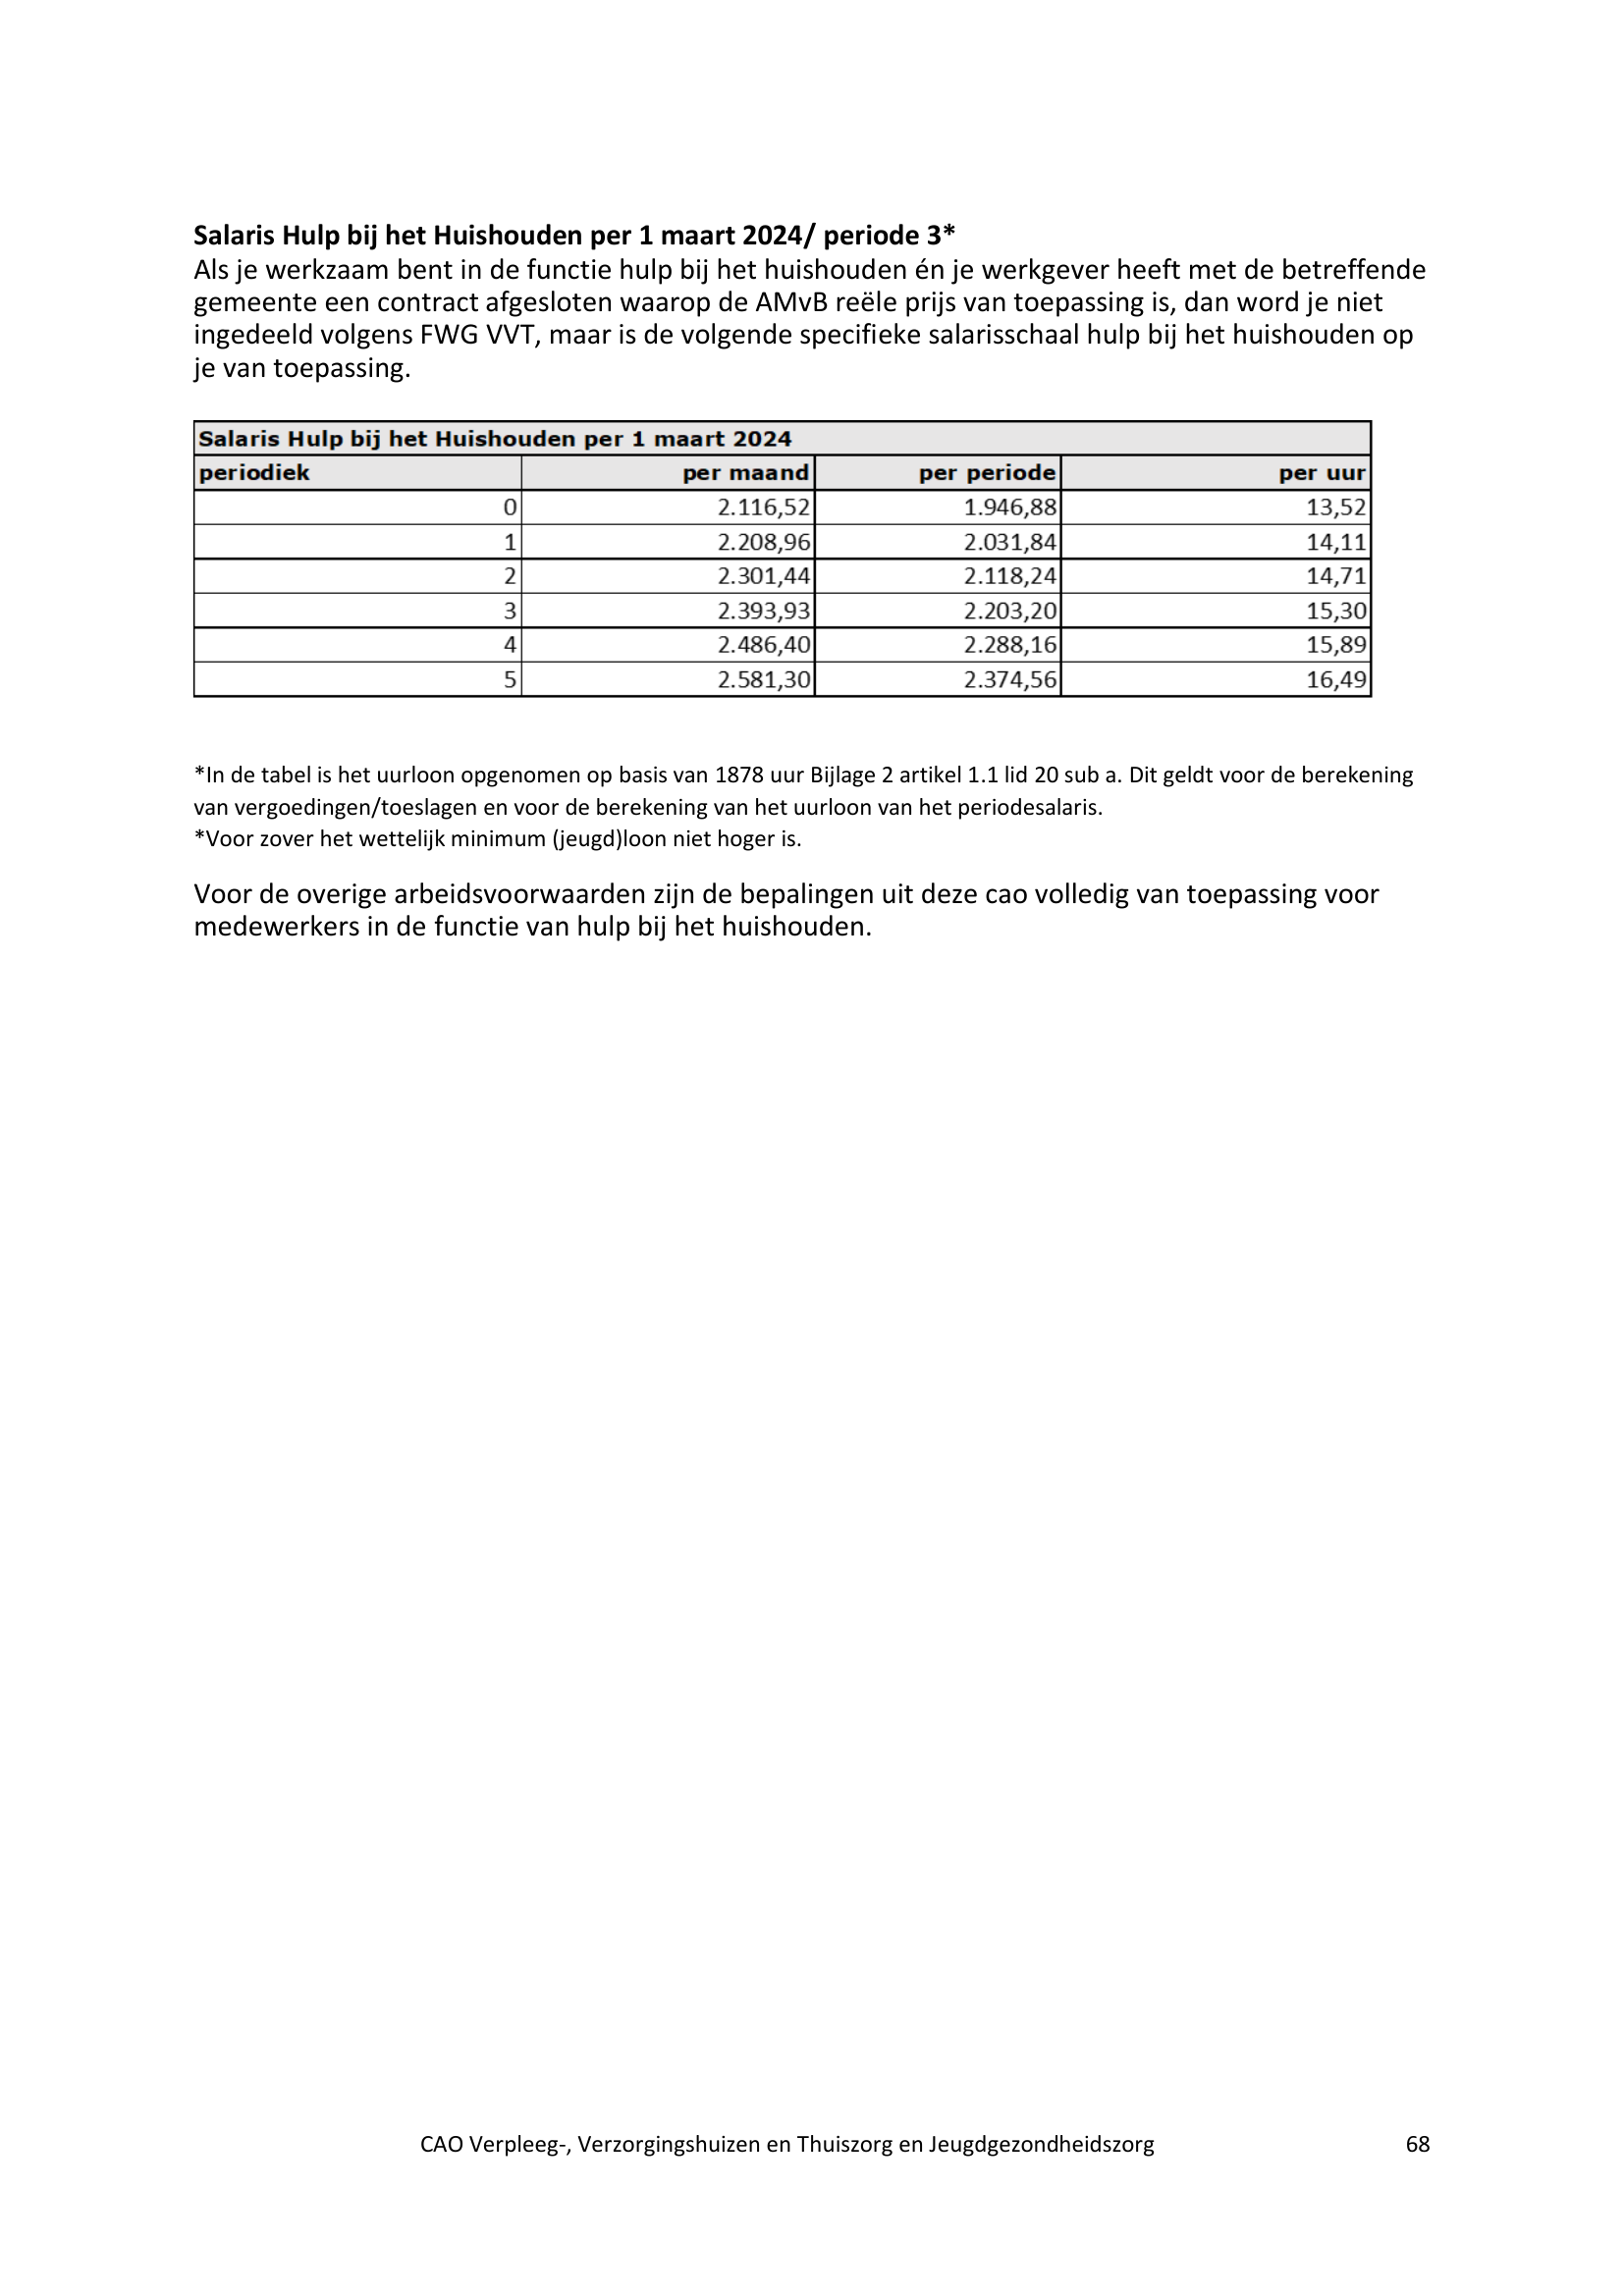 Salaris Hulp bij het Huishouden per 1 maart 2024/ periode 3*
Als je werkzaam bent in de functie hulp bij het huishouden én je werkgever heeft met de betreffende
gemeente een contract afgesloten waarop de AMvB reële prijs van toepassing is, dan word je niet
ingedeeld volgens FWG VVT, maar is de volgende specifieke salarisschaal hulp bij het huishouden op
je van toepassing.
Salaris Hulp bij het Huishouden per 1 maart 2024
periodiek per maand per periode per uur
0 2.116,52 1.946,88 13,52
1 2.208,96 2.031,84 14,11
2 2.301,44 2.118,24 14,71
3 2.393,93 2.203,20 15,30
4 2.486,40 2.288,16 15,89
5 2.581,30 2.374,56 16,49
*In de tabel is het uurloon opgenomen op basis van 1878 uur Bijlage 2 artikel 1.1 lid 20 sub a. Dit geldt voor de berekening
van vergoedingen/toeslagen en voor de berekening van het uurloon van het periodesalaris.
*Voor zover het wettelijk minimum (jeugd)loon niet hoger is.
Voor de overige arbeidsvoorwaarden zijn de bepalingen uit deze cao volledig van toepassing voor
medewerkers in de functie van hulp bij het huishouden.
CAO Verpleeg-, Verzorgingshuizen en Thuiszorg en Jeugdgezondheidszorg 68